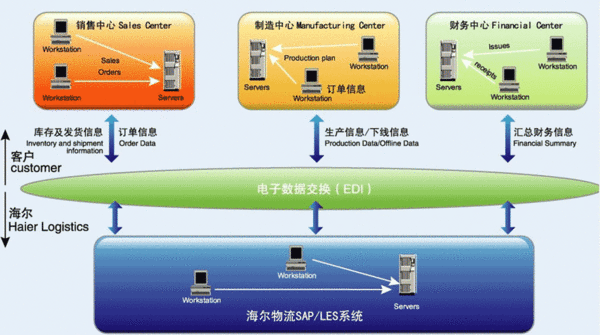 销售中心 Sales Center
Workstation
Sales
Orders
Workstation
Servers
制造中心 Manufacturing Center
Production plan
Workstation
订单信息
Servers
Workstation
财务中心 Financial Center
Issues
Workstation
receipts
Servers
Workstation
库存及发货信息
Inventory and shipment
information
订单信息
Order Data
生产信息/下线信息
Production Data/Offline Data
汇总财务信息
Financial Summary
客户
customer
电子数据交换(EDI)
海尔
Haier Logistics
Workstation
Workstation
Servers
海尔物流SAP/LES系统